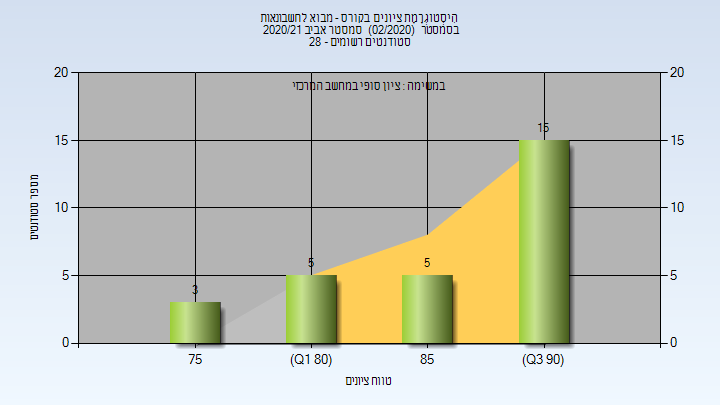 היסטוגרמת ציונים בקורס - מבוא לחשבונאות
בסמסטר (02/2020) סמסטר אביב 2020/21
סטודנטים רשומים - 28
במשימה : ציון סופי במחשב המרכזי
20 20
15 15
10 10
5 5
0 0
3
5
5
15
75 (Q1 80) 85 (Q3 90)
מספר סטודנטים
טווח ציונים